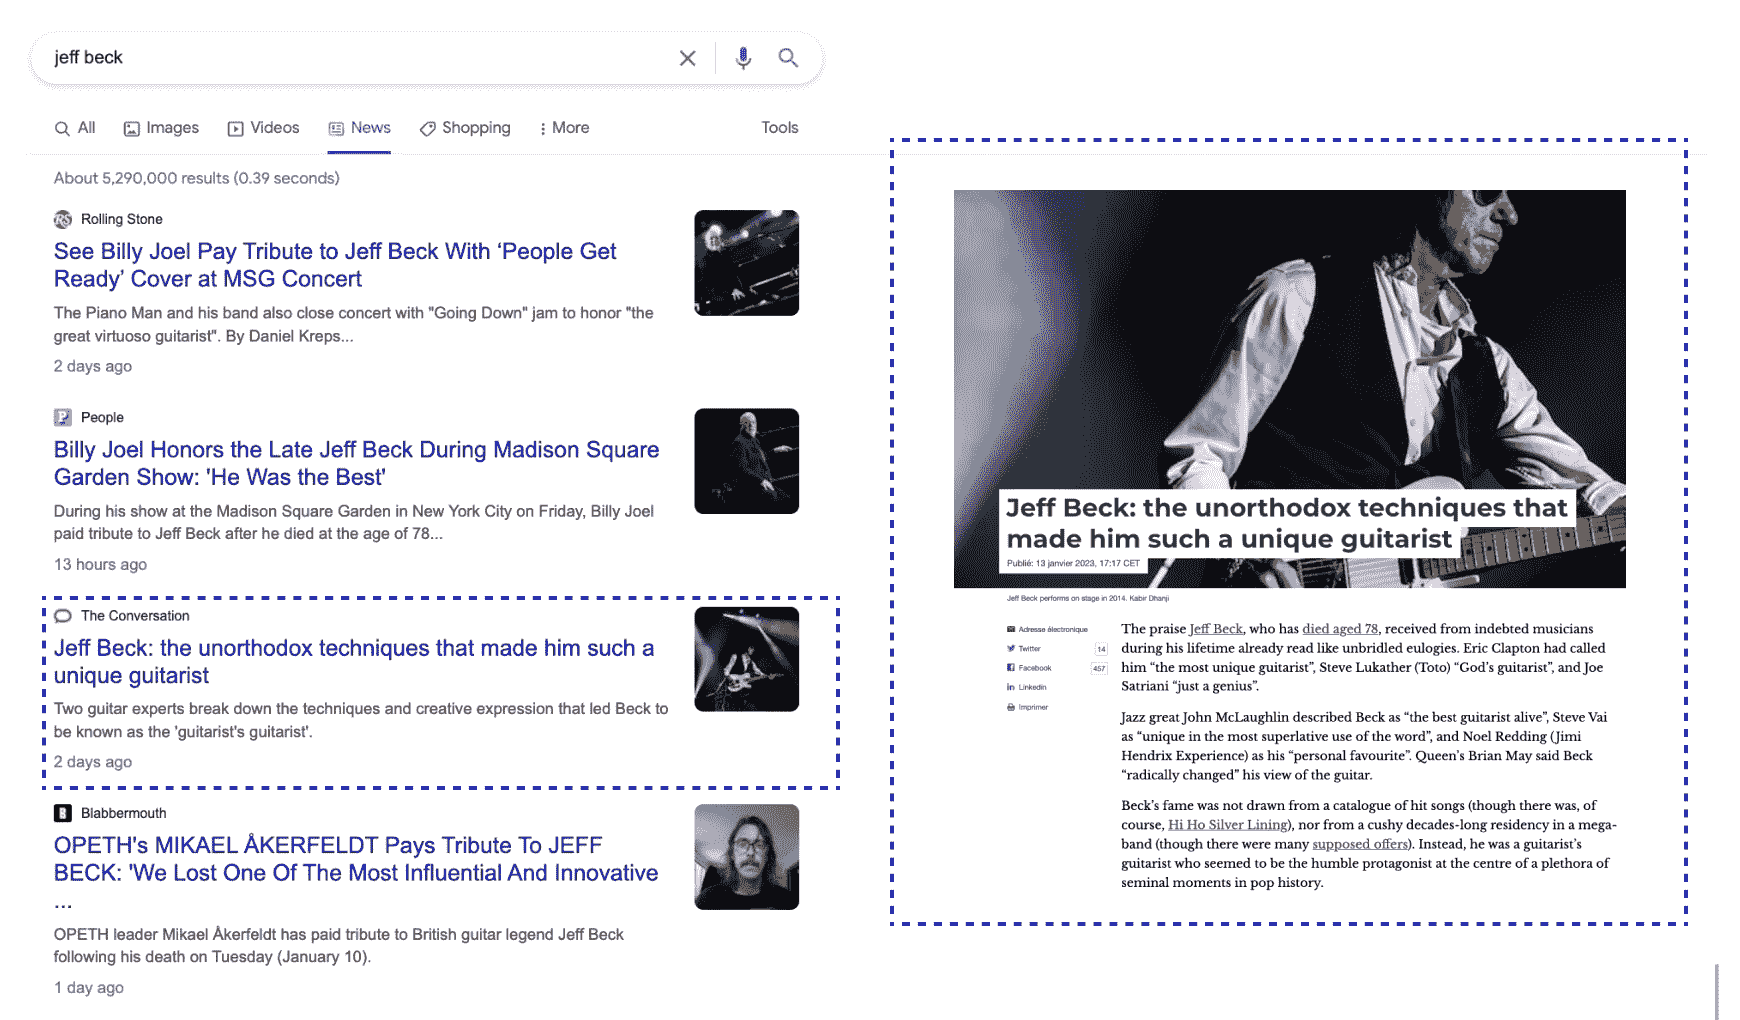 jeff beck
All Images Videos News Shopping More Tools
About 5,290,000 results (0.39 seconds)
Rolling Stone
See Billy Joel Pay Tribute to Jeff Beck With ‘People Get
Ready’ Cover at MSG Concert
The Piano Man and his band also close concert with "Going Down" jam to honor "the
great virtuoso guitarist". By Daniel Kreps...
2 days ago
People
Billy Joel Honors the Late Jeff Beck During Madison Square
Garden Show: 'He Was the Best'
During his show at the Madison Square Garden in New York City on Friday, Billy Joel
paid tribute to Jeff Beck after he died at the age of 78...
13 hours ago
The Conversation
Jeff Beck: the unorthodox techniques that made him such a
unique guitarist
Two guitar experts break down the techniques and creative expression that led Beck to
be known as the 'guitarist's guitarist'.
2 days ago
Blabbermouth
OPETH's MIKAEL ÅKERFELDT Pays Tribute To JEFF
BECK: 'We Lost One Of The Most Influential And Innovative
...
OPETH leader Mikael Åkerfeldt has paid tribute to British guitar legend Jeff Beck
following his death on Tuesday (January 10).
1 day ago
Jeff Beck: the unorthodox techniques that
made him such a unique guitarist
Publié: 13 janvier 2023, 17:17 CET
Jeff Beck performs on stage in 2014. Kabir Dhanji
Adresse électronique
Twitter 14
Facebook 457
Linkedin
Imprimer
The praise Jeff Beck, who has died aged 78, received from indebted musicians
during his lifetime already read like unbridled eulogies. Eric Clapton had called
him “the most unique guitarist”, Steve Lukather (Toto) “God’s guitarist”, and Joe
Satriani “just a genius”.
Jazz great John McLaughlin described Beck as “the best guitarist alive”, Steve Vai
as “unique in the most superlative use of the word”, and Noel Redding (Jimi
Hendrix Experience) as his “personal favourite”. Queen’s Brian May said Beck
“radically changed” his view of the guitar.
Beck’s fame was not drawn from a catalogue of hit songs (though there was, of
course, Hi Ho Silver Lining), nor from a cushy decades-long residency in a mega-
band (though there were many supposed offers). Instead, he was a guitarist’s
guitarist who seemed to be the humble protagonist at the centre of a plethora of
seminal moments in pop history.